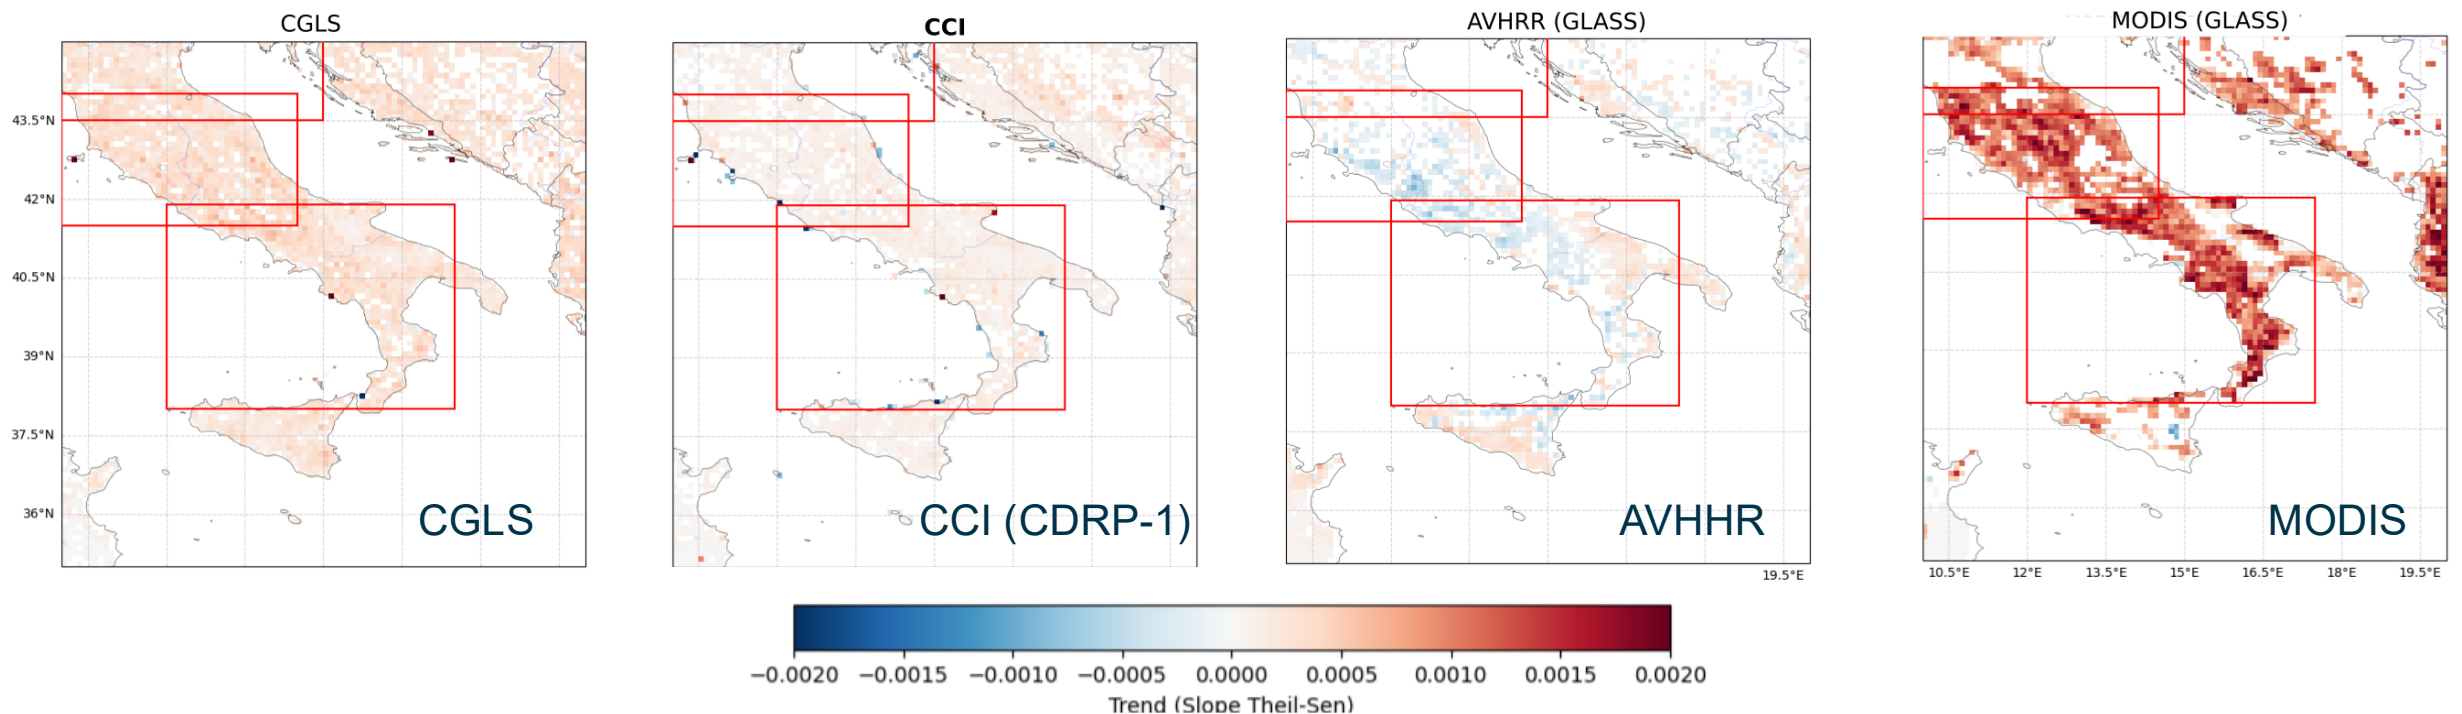 CGLS
CCI
AVHRR (GLASS)
MODIS (GLASS)
43.5°N
42°N
40.5°N
39°N
37.5°N
36°N
CGLS
CCI (CDRP-1)
AVHHR
MODIS
19.5°E
10.5°E 12°E 13.5°E 15°E 16.5°E 18°E 19.5°E
−0.0020 −0.0015 −0.0010 −0.0005 0.0000 0.0005 0.0010 0.0015 0.0020
Trend (Slope Theil-Sen)